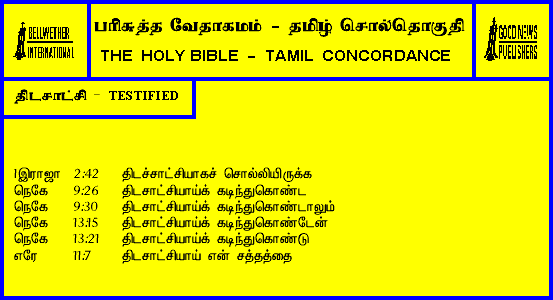 BELLWETHER
INTERNATIONAL
பரிசுத்த வேதாகமம் - தமிழ் சொல்தொகுதி
THE HOLY BIBLE - TAMIL CONCORDANCE
GOOD NEWS
PUBLISHERS
திடசாட்சி - TESTIFIED
1இராஜா 2:42 திடச்சாட்சியாகச் சொல்லியிருக்க
நெகே 9:26 திடசாட்சியாய்க் கடிந்துகொண்ட
நெகே 9:30 திடசாட்சியாய்க் கடிந்துகொண்டாலும்
நெகே 13:15 திடசாட்சியாய்க் கடிந்துகொண்டேன்
நெகே 13:21 திடசாட்சியாய்க் கடிந்துகொண்டு
எரே 11:7 திடசாட்சியாய் என் சத்தத்தை